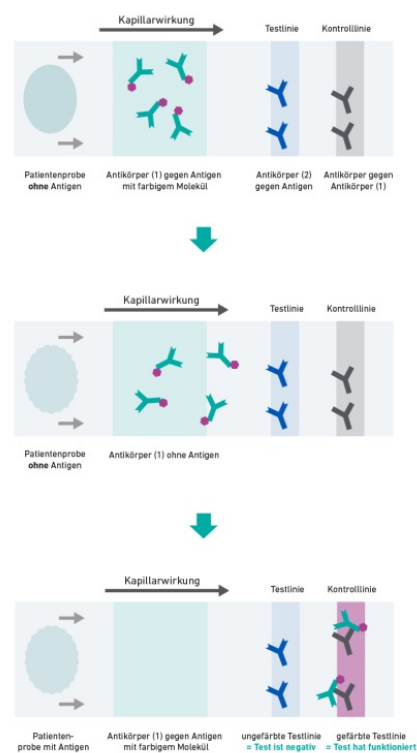 Kapillarwirkung
Testlinie
Kontrolllinie
Patientenprobe
ohne Antigen
Antikörper (1) gegen Antigen
mit farbigem Molekül
Antikörper (2)
gegen Antigen
Antikörper gegen
Antikörper (1)
Kapillarwirkung
Testlinie
Kontrolllinie
Patientenprobe
ohne Antigen
Antikörper (1) ohne Antigen
Kapillarwirkung
Testlinie
Kontrolllinie
Patienten-
probe mit Antigen
Antikörper (1) gegen Antigen
mit farbigem Molekül
ungefärbte Testlinie
= Test ist negativ
gefärbte Testlinie
= Test hat funktioniert